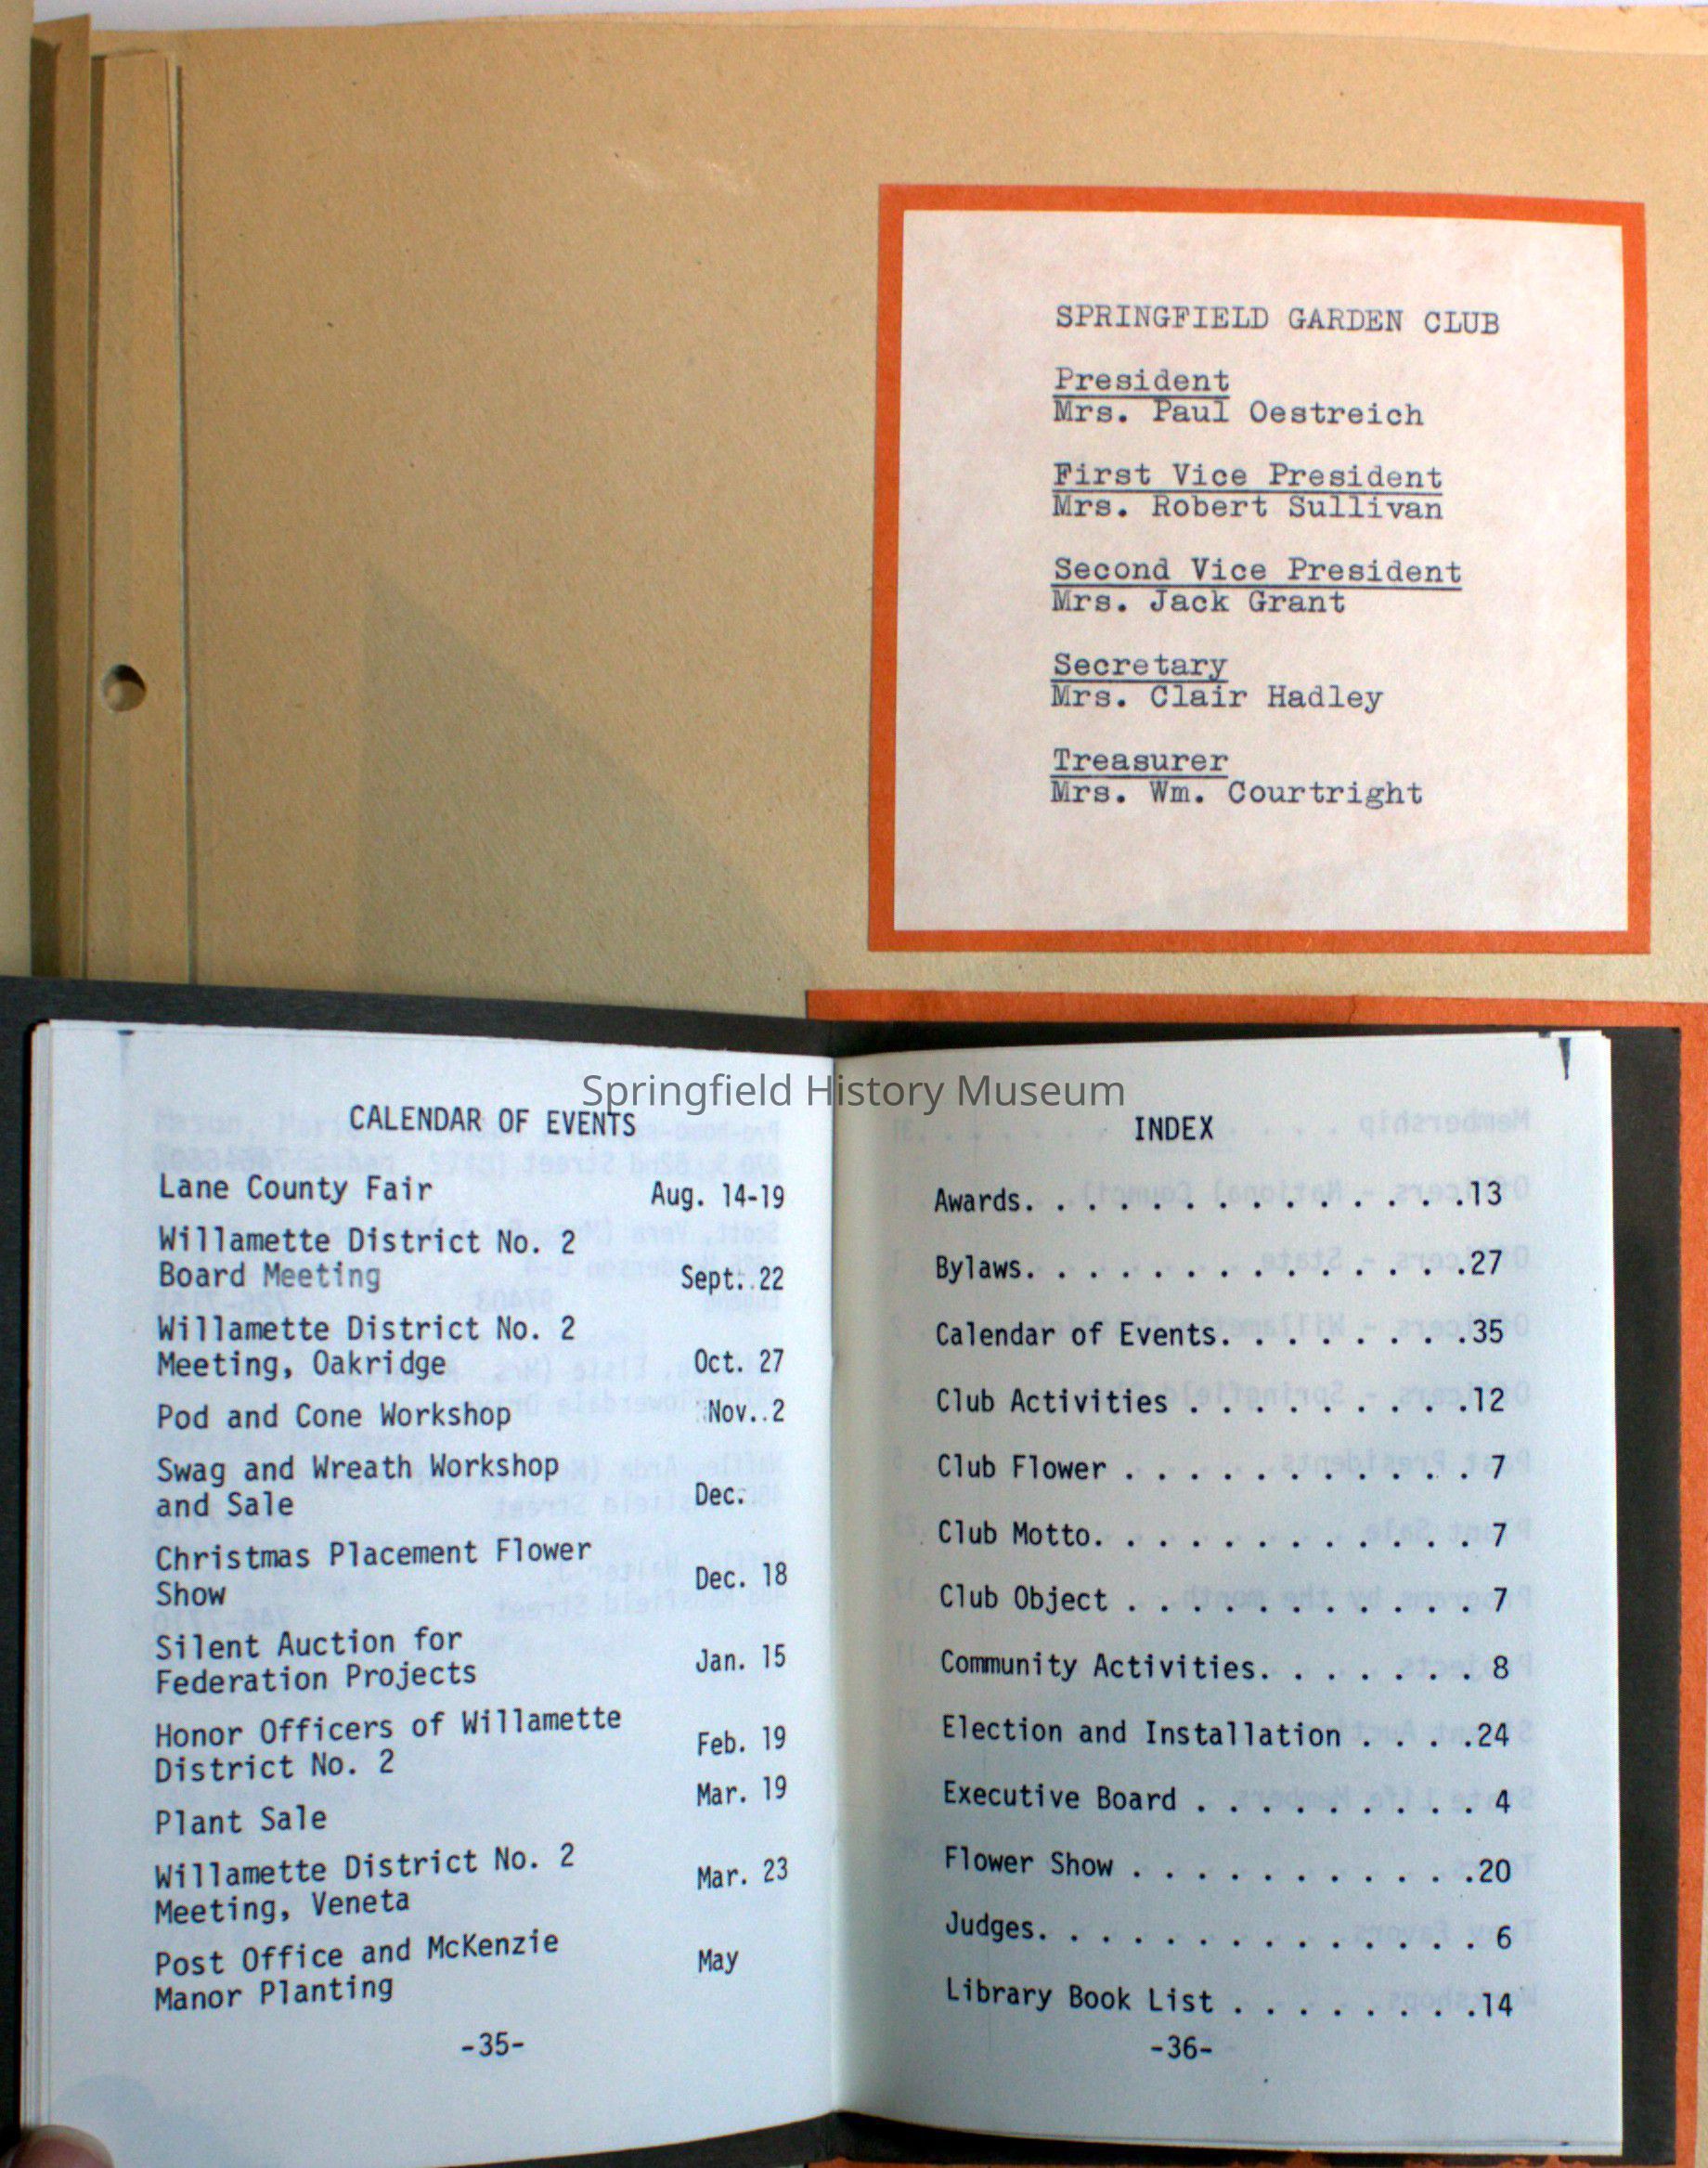 SPRINGFIELD GARDEN CLUB
President
Mrs. Paul Oestreich
First Vice President
Mrs. Robert Sullivan
Second Vice President
Mrs. Jack Grant
Secretary
Mrs. Clair Hadley
Treasurer
Mrs. Wm. Courtright
Springfield History Museum
CALENDAR OF EVENTS
Lane County Fair Aug. 14-19
Willamette District No. 2
Board Meeting Sept. 22
Willamette District No. 2
Meeting, Oakridge Oct. 27
Pod and Cone Workshop Nov. 2
Swag and Wreath Workshop
and Sale Dec.
Christmas Placement Flower
Show Dec. 18
Silent Auction for
Federation Projects Jan. 15
Honor Officers of Willamette
District No. 2 Feb. 19
Plant Sale Mar. 19
Willamette District No. 2
Meeting, Veneta Mar. 23
Post Office and McKenzie
Manor Planting May
-35-
INDEX
Awards. . . . . . . . . . . . . .13
Bylaws. . . . . . . . . . . . . .27
Calendar of Events. . . . . . . .35
Club Activities . . . . . . . . .12
Club Flower . . . . . . . . . . . 7
Club Motto. . . . . . . . . . . . 7
Club Object . . . . . . . . . . . 7
Community Activities. . . . . . . 8
Election and Installation . . . .24
Executive Board . . . . . . . . . 4
Flower Show . . . . . . . . . . .20
Judges. . . . . . . . . . . . . . 6
Library Book List . . . . . . . .14
-36-